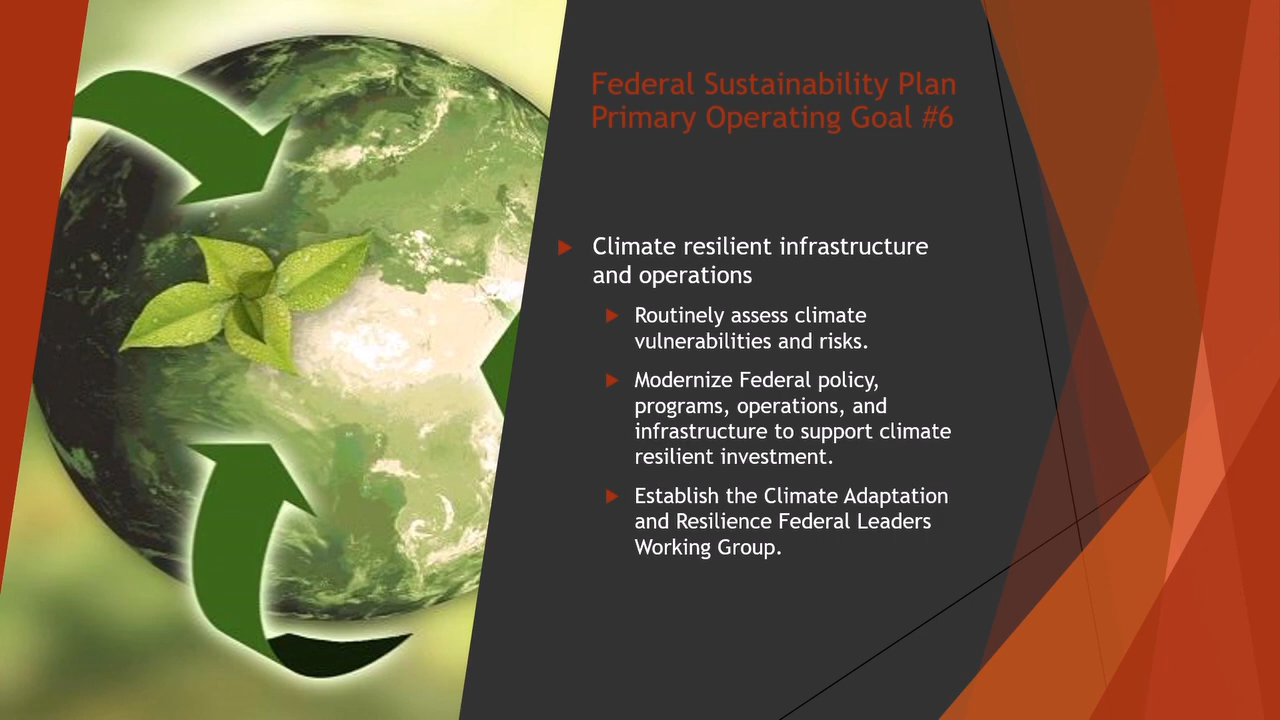 Federal Sustainability Plan
Primary Operating Goal #6
Climate resilient infrastructure
and operations
Routinely assess climate
vulnerabilities and risks.
Modernize Federal policy,
programs, operations, and
infrastructure to support climate
resilient investment.
Establish the Climate Adaptation
and Resilience Federal Leaders
Working Group.